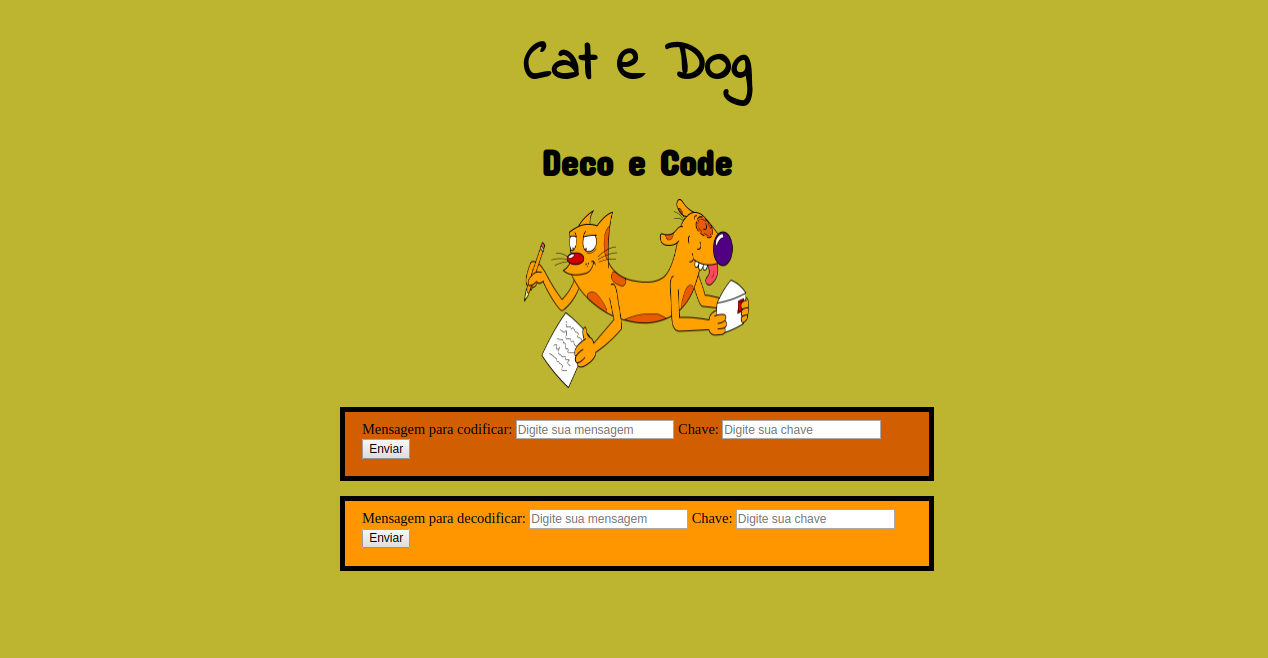 Cat e Dog
Deco e Code
Mensagem para codificar: Digite sua mensagem Chave: Digite sua chave
Enviar
Mensagem para decodificar: Digite sua mensagem Chave: Digite sua chave
Enviar